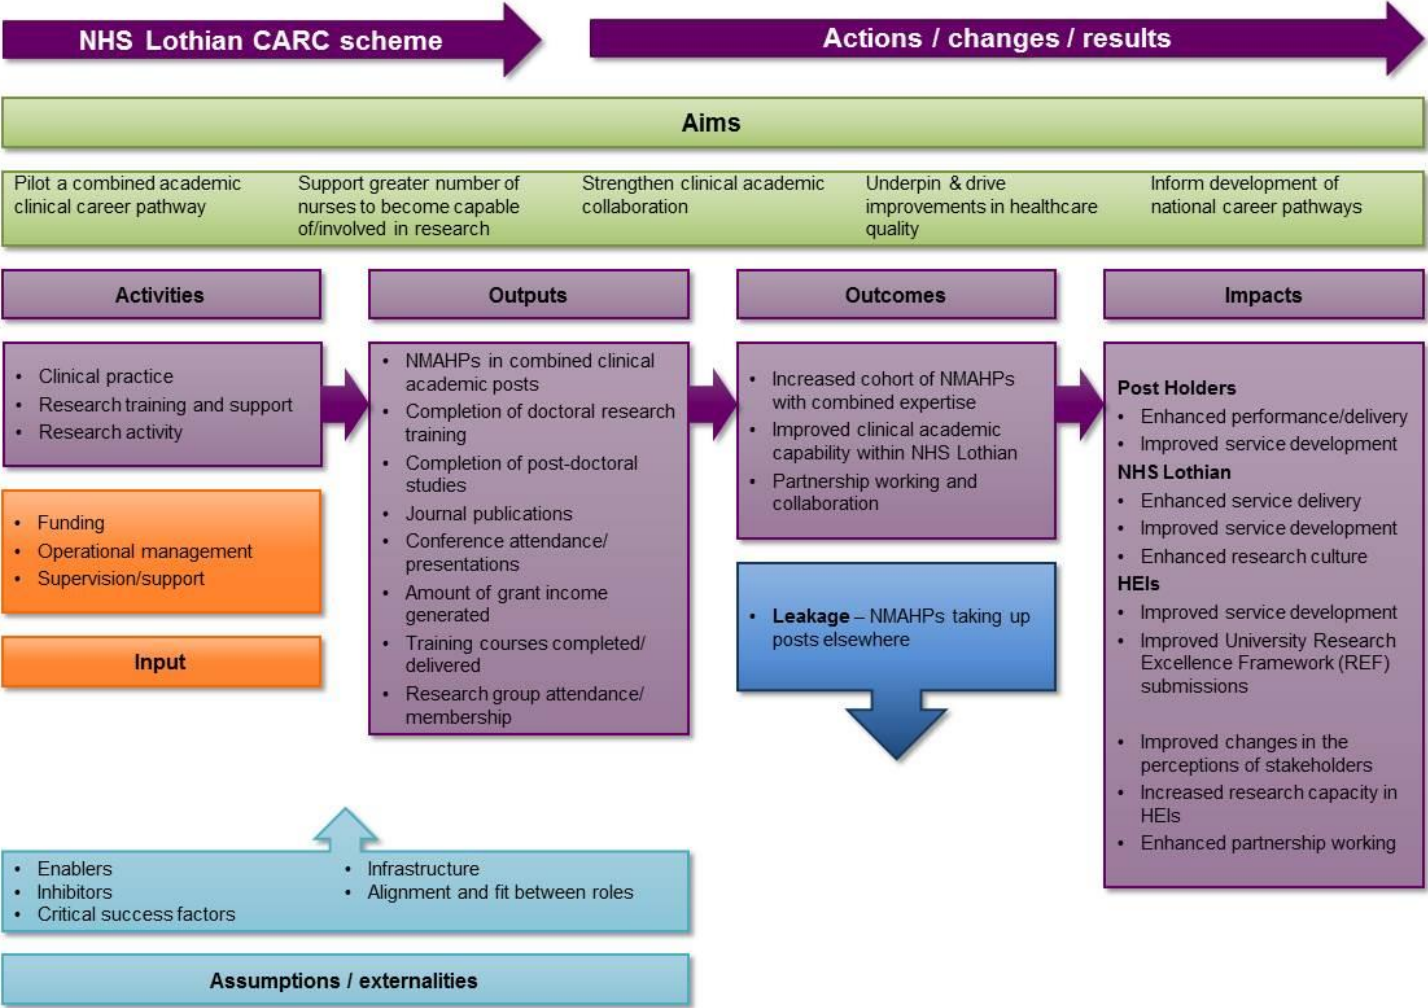 NHS Lothian CARC scheme
Actions / changes / results
Aims
Pilot a combined academic
clinical career pathway
Support greater number of
nurses to become capable
of/involved in research
Strengthen clinical academic
collaboration
Underpin & drive
improvements in healthcare
quality
Inform development of
national career pathways
Activities
• Clinical practice
• Research training and support
• Research activity
• Funding
• Operational management
• Supervision/support
Input
Outputs
• NMAHPs in combined clinical
academic posts
• Completion of doctoral research
training
• Completion of post-doctoral
studies
• Journal publications
• Conference attendance/
presentations
• Amount of grant income
generated
• Training courses completed/
delivered
• Research group attendance/
membership
Outcomes
• Increased cohort of NMAHPs
with combined expertise
• Improved clinical academic
capability within NHS Lothian
• Partnership working and
collaboration
• Leakage – NMAHPs taking up
posts elsewhere
Impacts
Post Holders
• Enhanced performance/delivery
• Improved service development
NHS Lothian
• Enhanced service delivery
• Improved service development
• Enhanced research culture
HEIs
• Improved service development
• Improved University Research
Excellence Framework (REF)
submissions
• Improved changes in the
perceptions of stakeholders
• Increased research capacity in
HEIs
• Enhanced partnership working
• Enablers
• Inhibitors
• Critical success factors
• Infrastructure
• Alignment and fit between roles
Assumptions / externalities